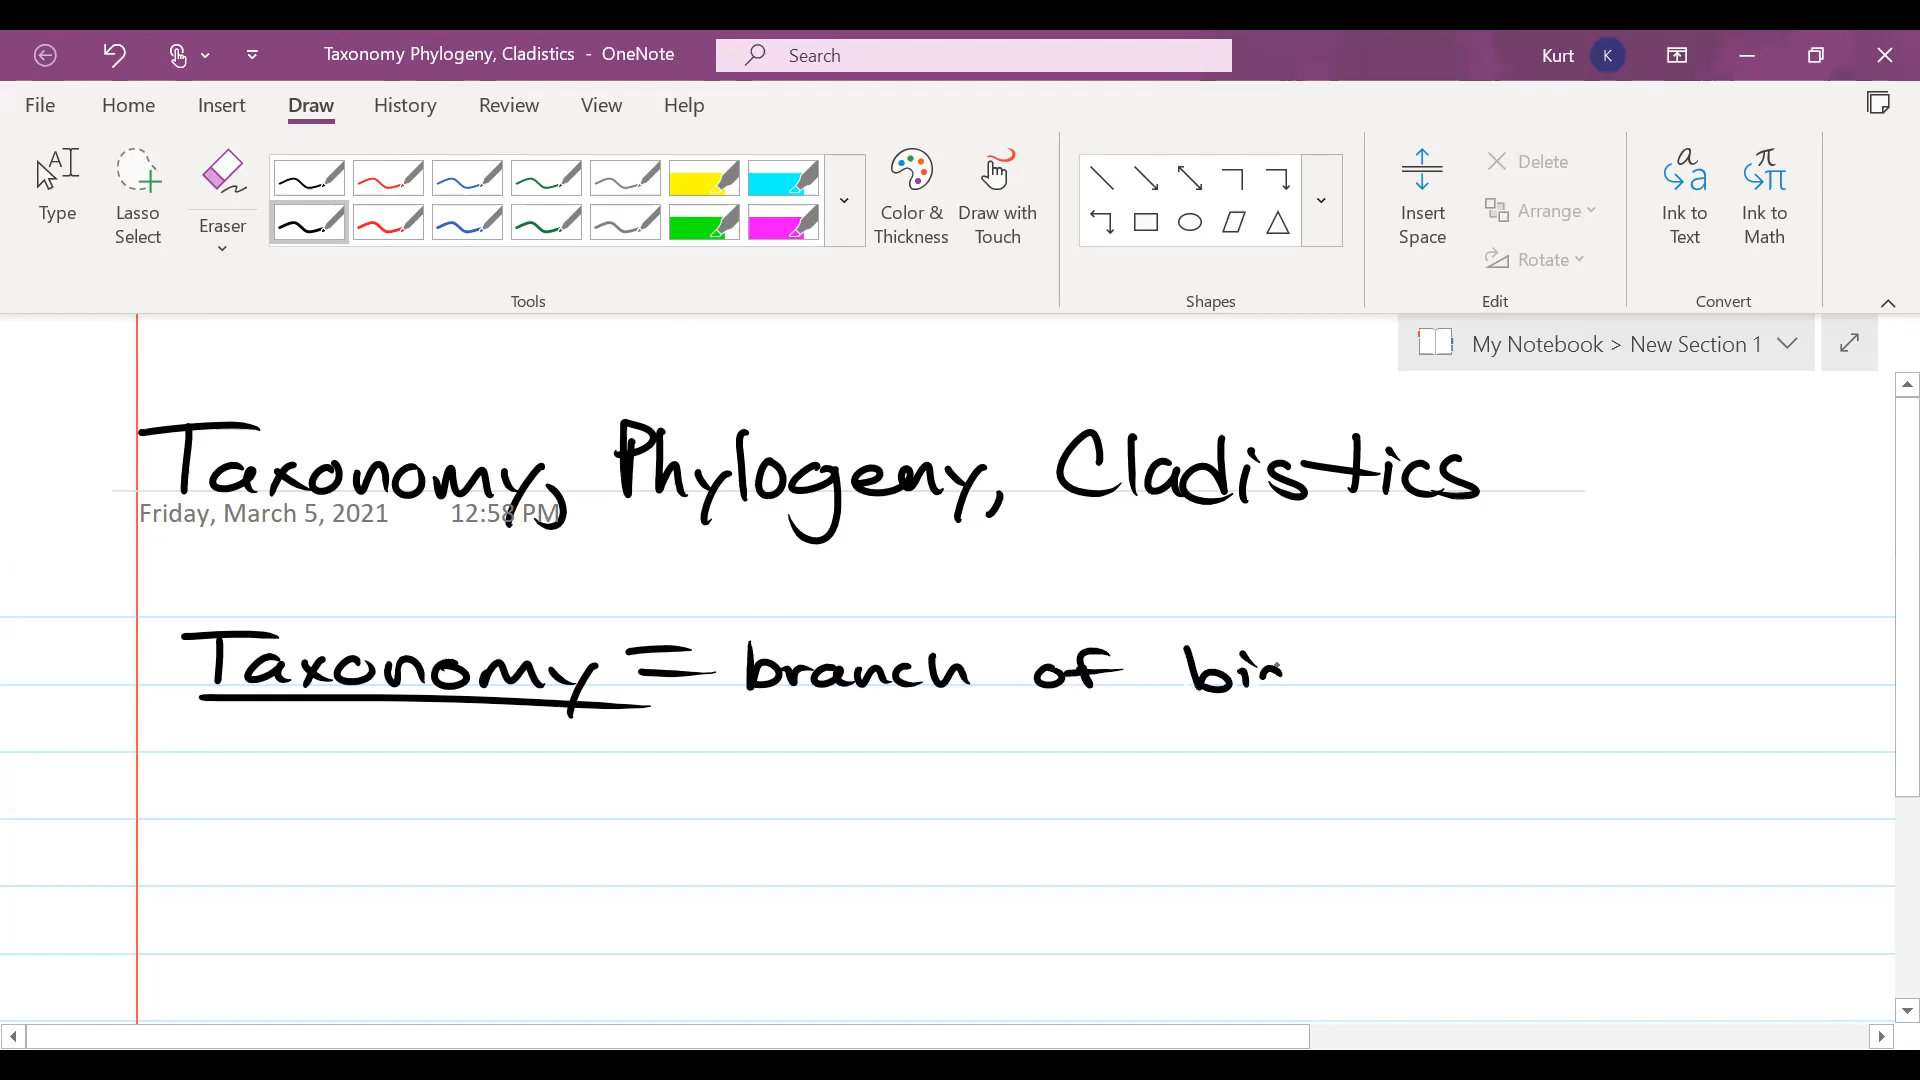 Taxonomy Phylogeny, Cladistics - OneNote
Search
Kurt K
File Home Insert Draw History Review View Help
Type
Lasso Select
Eraser
Color & Thickness
Draw with Touch
Insert Space
Delete
Arrange
Rotate
Ink to Text
Ink to Math
Tools Shapes Edit Convert
My Notebook > New Section 1
Taxonomy, Phylogeny, Cladistics
Friday, March 5, 2021 12:58 PM
Taxonomy = branch of